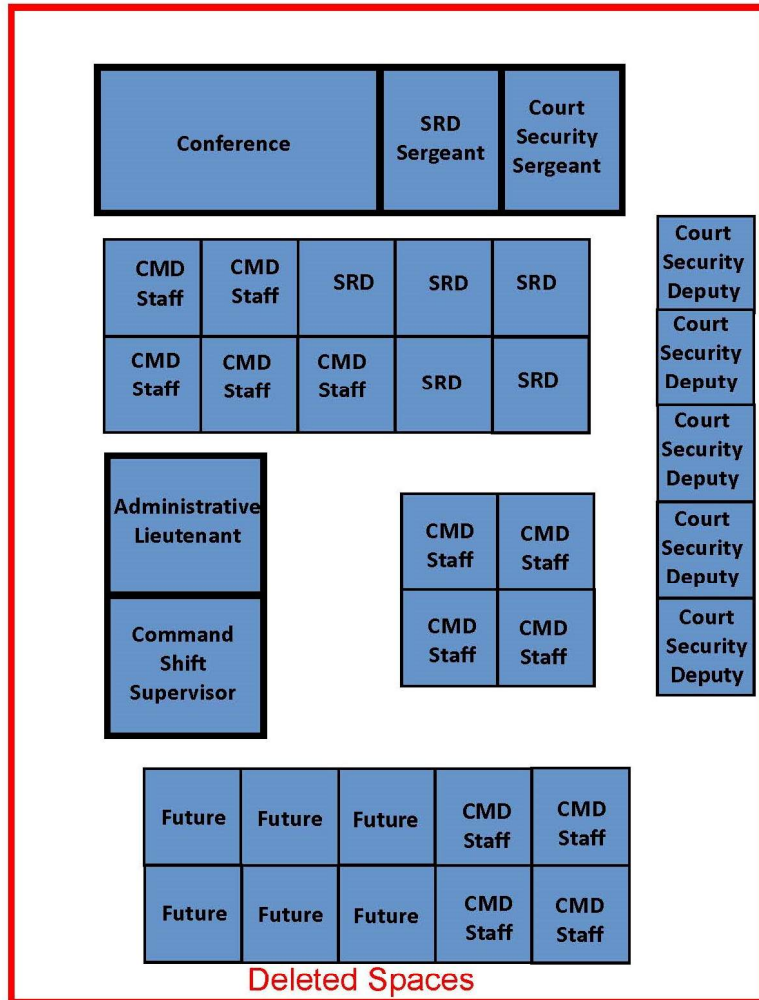 Conference
SRD
Sergeant
Court
Security
Sergeant
CMD
Staff
CMD
Staff
SRD
SRD
SRD
CMD
Staff
CMD
Staff
CMD
Staff
SRD
SRD
Court
Security
Deputy
Court
Security
Deputy
Court
Security
Deputy
Court
Security
Deputy
Court
Security
Deputy
Administrative
Lieutenant
Command
Shift
Supervisor
CMD
Staff
CMD
Staff
CMD
Staff
CMD
Staff
Future
Future
Future
CMD
Staff
CMD
Staff
Future
Future
Future
CMD
Staff
CMD
Staff
Deleted Spaces